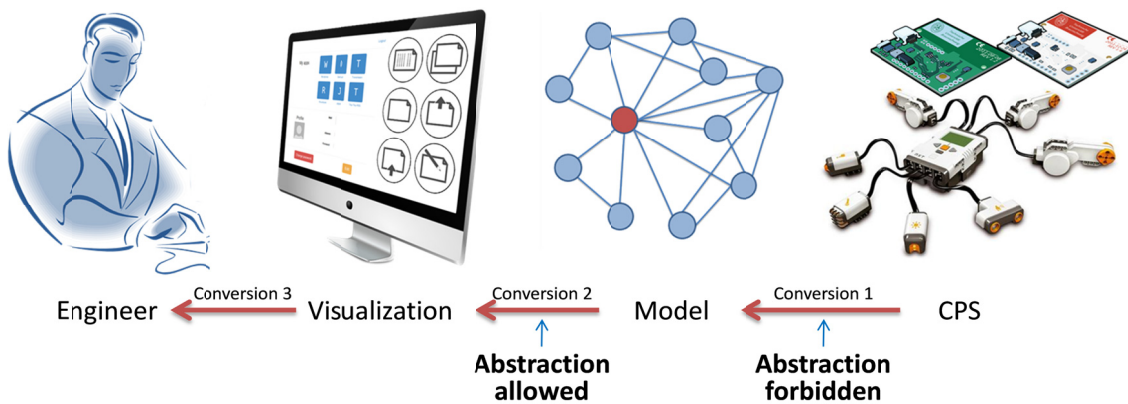 ¥ I T
R J T
Conversion 3
Conversion 2
Conversion 1
Engineer
Visualization
Model
CPS
Abstraction
allowed
Abstraction
forbidden